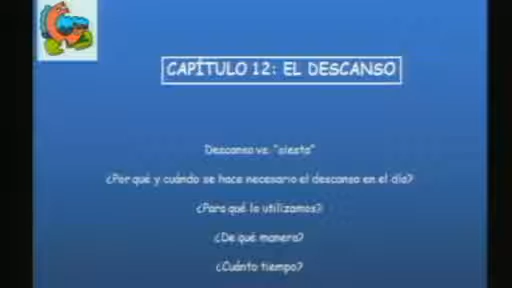 CAPÍTULO 12: EL DESCANSO
Descanso vs. "siesta"
¿Por qué y cuándo se hace necesario el descanso en el día?
¿Para qué lo utilizamos?
¿De qué manera?
¿Cuánto tiempo?